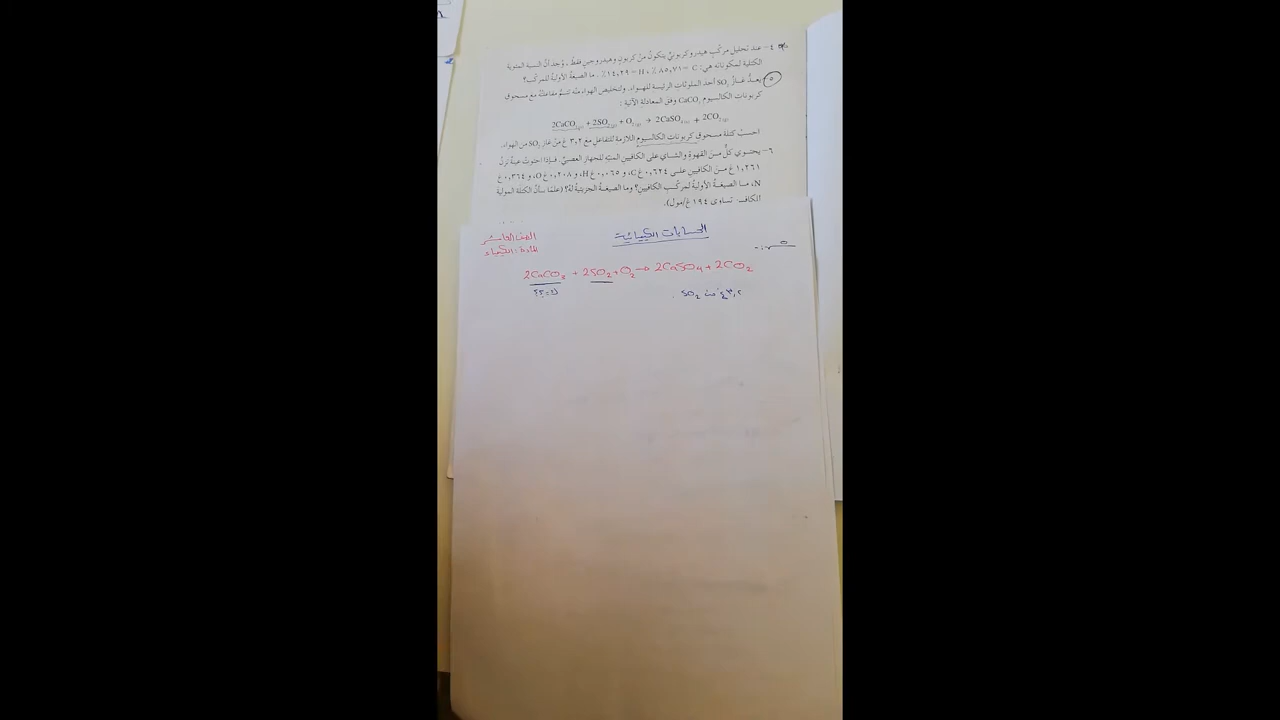 ٤- عند تحليل مركب هيدروكربوني يتكون من كربون وهيدروجين فقط، وجد أن النسبة المئوية
الكتلية لمكوناته هي: C = ٨٥,٧١٪، H = ١٤,٢٩٪. ما الصيغة الأولية للمركب؟
٥ يعد غاز SO₂ أحد الملوثات الرئيسة للهواء. ولتخليص الهواء منه تتم مفاعلته مع مسحوق
كربونات الكالسيوم CaCO₃ وفق المعادلة الآتية:
2CaCO₃(s) + 2SO₂(g) + O₂(g) → 2CaSO₄(s) + 2CO₂(g)
احسب كتلة مسحوق كربونات الكالسيوم اللازمة للتفاعل مع ٣,٢ غ من غاز SO₂ من الهواء.
٦- يحتوي كل من القهوة والشاي على الكافيين المنبه للجهاز العصبي. فإذا احتوت عينة تزن
١,٢٦١ غ من الكافيين على ٠,٦٢٤ غ C، و ٠,٠٦٥ غ H، و ٠,٢٠٨ غ O، و ٠,٣٦٤ غ
N، ما الصيغة الأولية لمركب الكافيين؟ وما الصيغة الجزيئية له؟ (علماً بأن الكتلة المولية
للكافـ تساوي ١٩٤ غ/مول).
الصف العاشر
الحسابات الكيميائية
المادة: الكيمياء
2CaCO₃ + 2SO₂ + O₂ → 2CaSO₄ + 2CO₂
ك = ؟؟
٣,٢ غ من SO₂